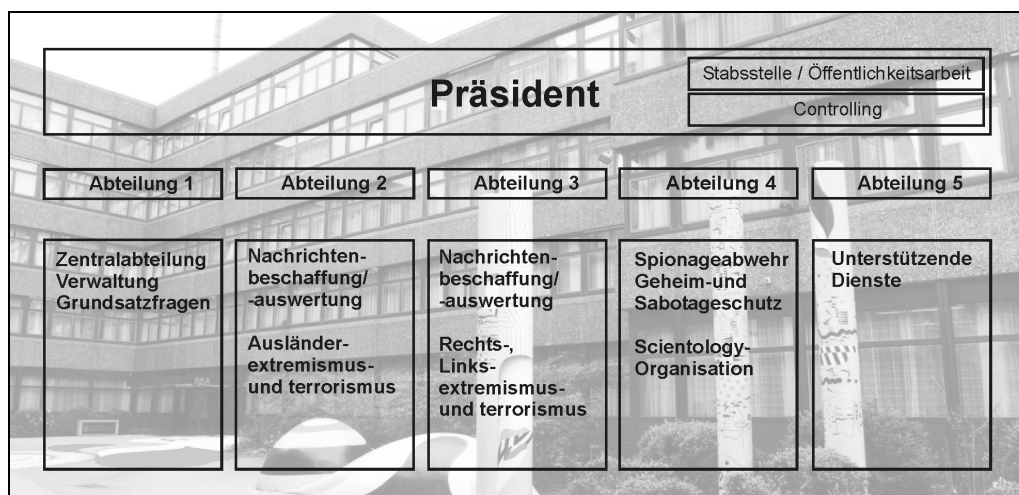 Präsident
Stabsstelle / Öffentlichkeitsarbeit
Controlling
Abteilung 1
Abteilung 2
Abteilung 3
Abteilung 4
Abteilung 5
Zentralabteilung
Verwaltung
Grundsatzfragen
Nachrichten-
beschaffung/
-auswertung
Ausländer-
extremismus-
und terrorismus
Nachrichten-
beschaffung/
-auswertung
Rechts-,
Links-
extremismus-
und terrorismus
Spionageabwehr
Geheim-und
Sabotageschutz
Scientology-
Organisation
Unterstützende
Dienste